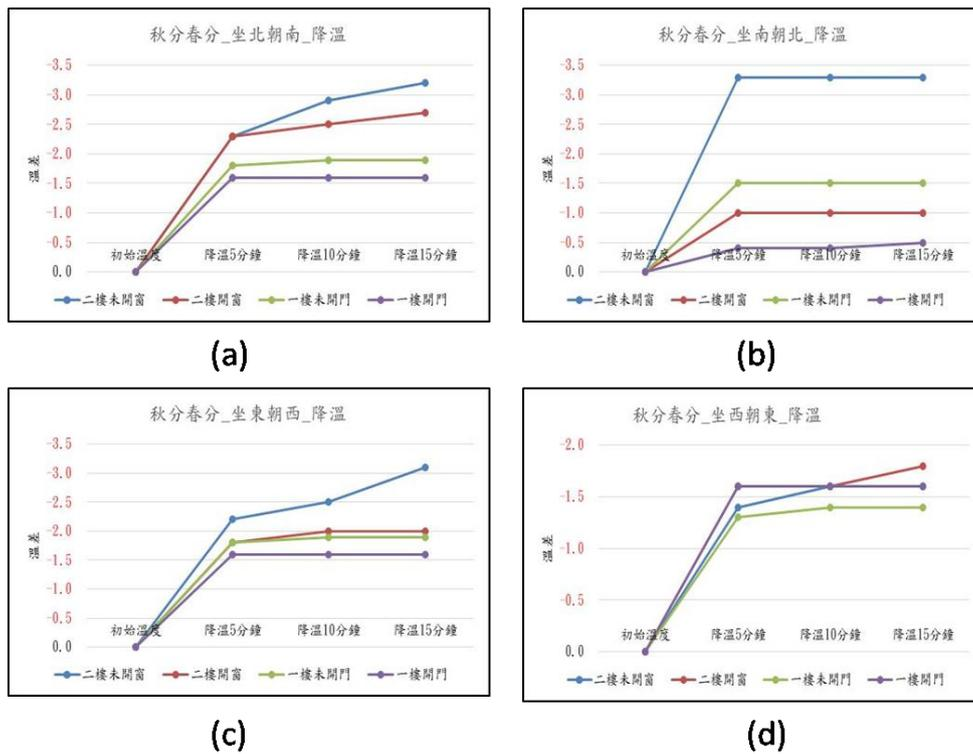 秋分春分_坐北朝南_降溫
-3.5
-3.0
-2.5
-2.0
-1.5
-1.0
-0.5
0.0
溫差
初始溫度 降溫5分鐘 降溫10分鐘 降溫15分鐘
二樓未開窗 二樓開窗 一樓未開門 一樓開門
(a)
秋分春分_坐南朝北_降溫
-3.5
-3.0
-2.5
-2.0
-1.5
-1.0
-0.5
0.0
溫差
初始溫度 降溫5分鐘 降溫10分鐘 降溫15分鐘
二樓未開窗 二樓開窗 一樓未開門 一樓開門
(b)
秋分春分_坐東朝西_降溫
-3.5
-3.0
-2.5
-2.0
-1.5
-1.0
-0.5
0.0
溫差
初始溫度 降溫5分鐘 降溫10分鐘 降溫15分鐘
二樓未開窗 二樓開窗 一樓未開門 一樓開門
(c)
秋分春分_坐西朝東_降溫
-2.0
-1.5
-1.0
-0.5
0.0
溫差
初始溫度 降溫5分鐘 降溫10分鐘 降溫15分鐘
二樓未開窗 二樓開窗 一樓未開門 一樓開門
(d)